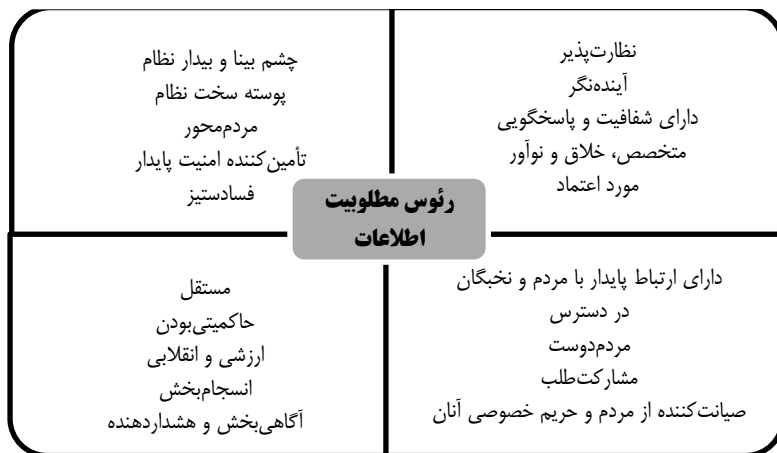 نظارت‌پذیر
آینده‌نگر
دارای شفافیت و پاسخگویی
متخصص، خلاق و نوآور
مورد اعتماد
چشم بینا و بیدار نظام
پوسته سخت نظام
مردم‌محور
تأمین‌کننده امنیت پایدار
فسادستیز
رئوس مطلوبیت
اطلاعات
دارای ارتباط پایدار با مردم و نخبگان
در دسترس
مردم‌دوست
مشارکت‌طلب
صیانت‌کننده از مردم و حریم خصوصی آنان
مستقل
حاکمیتی‌بودن
ارزشی و انقلابی
انسجام‌بخش
آگاهی‌بخش و هشداردهنده